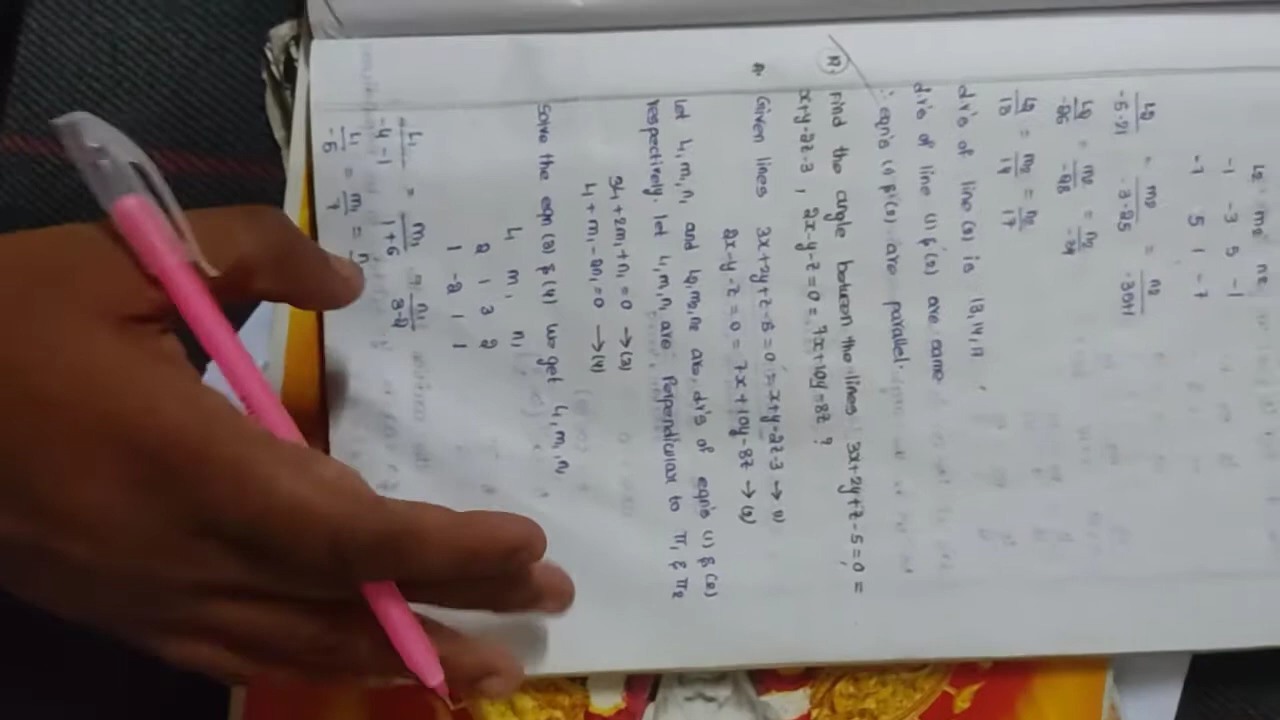 l2 m2 n2
-1 -3 5 -1
-7 5 1 -7
l2/-5-21 = m2/-3-25 = n2/-35+1
l2/-26 = m2/-28 = n2/-34
l2/13 = m2/14 = n2/17
dr's of line (2) is 13,14,17
dr's of line (1) & (2) are same
∴ eqn's (1) & (2) are parallel.
Find the angle between the lines 3x+2y+z-5=0, =
x+y-2z-3, 2x-y-z=0 = 7x+10y-8z ?
Given lines 3x+2y+z-5=0 = x+y-2z-3 → (1)
2x-y-z=0 = 7x+10y-8z → (2)
Let l1,m1,n1 and l2,m2,n2 are dr's of eqn's (1) & (2)
respectively. let l1,m1,n1 are Perpendicular to π1 & π2
3l1+2m1+n1=0 → (3)
l1+m1-2n1=0 → (4)
Solve the eqn (3) & (4) we get l1,m1,n1
l1 m1 n1
2 1 3 2
1 -2 1 1
l1/-4-1 = m1/1+6 = n1/3-2
l1/-5 = m1/7 =